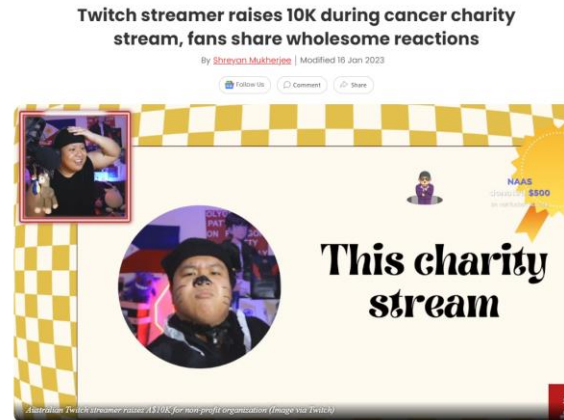 Twitch streamer raises 10K during cancer charity
stream, fans share wholesome reactions
By Shreyan Mukherjee | Modified 16 Jan 2023
Follow Us
Comment
Share
NAAS
$500
This charity
stream
Australian Twitch streamer raises A$10K for non-profit organization (Image via Twitch)